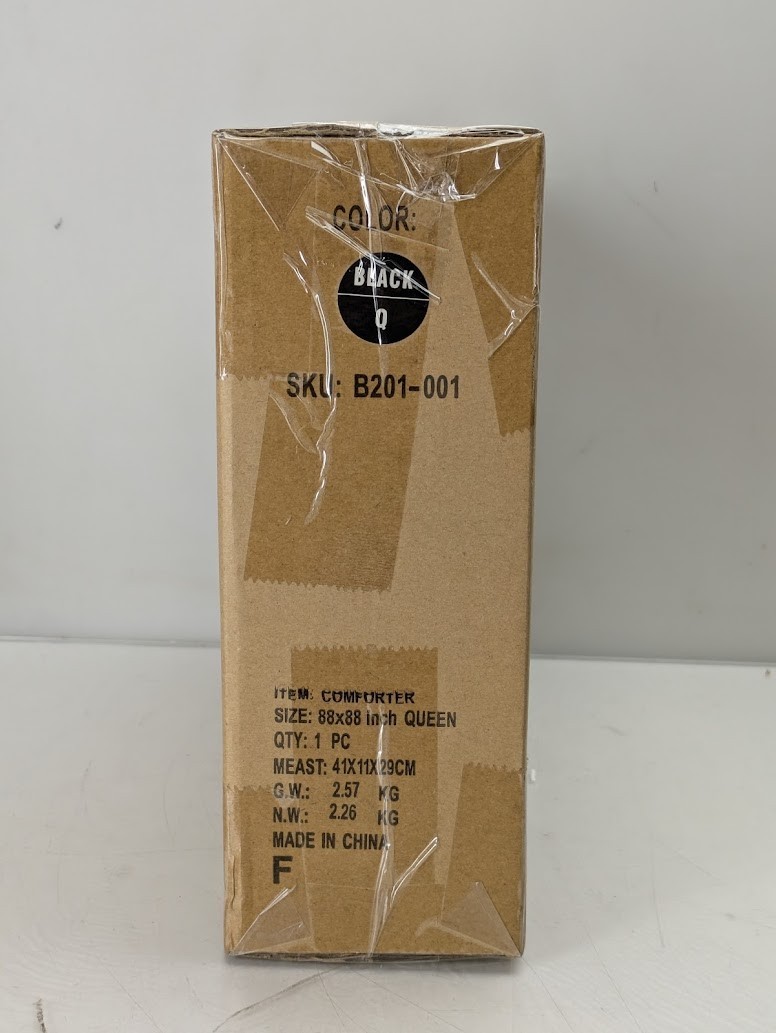 COLOR:
BLACK
Q
SKU: B201-001
ITEM: COMFORTER
SIZE: 88x88 inch QUEEN
QTY: 1 PC
MEAST: 41X11X29CM
G.W.: 2.57 KG
N.W.: 2.26 KG
MADE IN CHINA
F